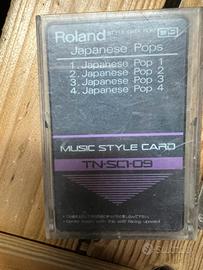 Roland
Japanese Pops
1. Japanese Pop 1
2. Japanese Pop 2
3. Japanese Pop 3
4. Japanese Pop 4
MUSIC STYLE CARD
TN-SC1-09